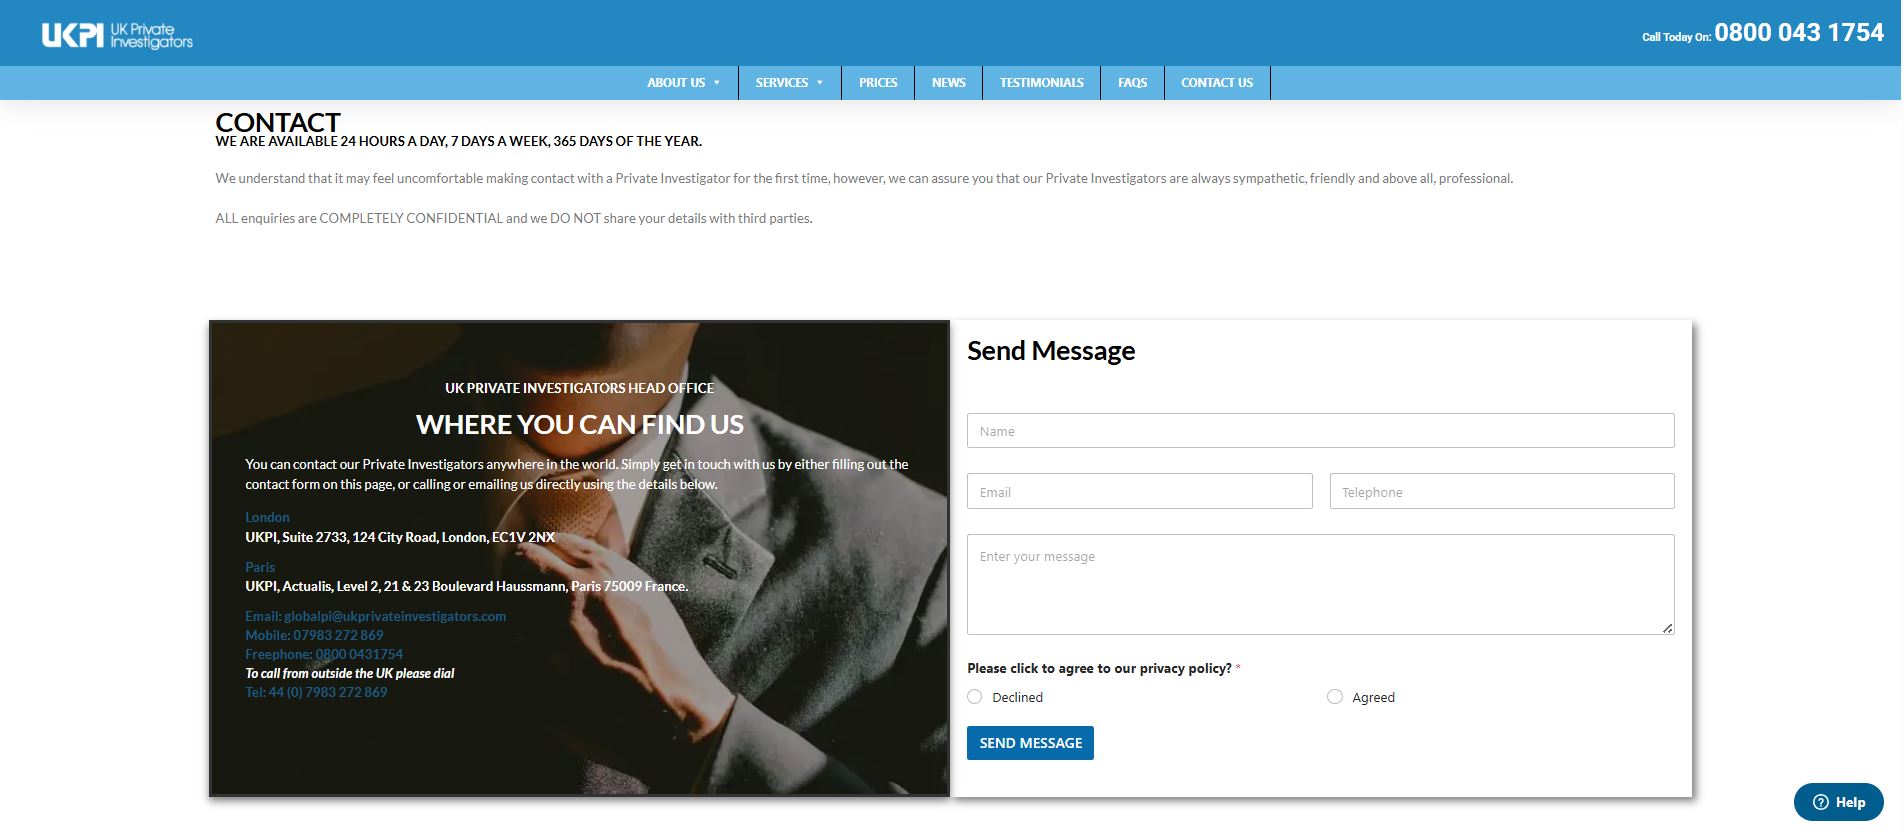 UKPI UK Private
Investigators
Call Today On: 0800 043 1754
ABOUT US
SERVICES
PRICES
NEWS
TESTIMONIALS
FAQS
CONTACT US
CONTACT
WE ARE AVAILABLE 24 HOURS A DAY, 7 DAYS A WEEK, 365 DAYS OF THE YEAR.
We understand that it may feel uncomfortable making contact with a Private Investigator for the first time, however, we can assure you that our Private Investigators are always sympathetic, friendly and above all, professional.
ALL enquiries are COMPLETELY CONFIDENTIAL and we DO NOT share your details with third parties.
UK PRIVATE INVESTIGATORS HEAD OFFICE
WHERE YOU CAN FIND US
You can contact our Private Investigators anywhere in the world. Simply get in touch with us by either filling out the
contact form on this page, or calling or emailing us directly using the details below.
London
UKPI, Suite 2733, 124 City Road, London, EC1V 2NX
Paris
UKPI, Actualis, Level 2, 21 & 23 Boulevard Haussmann, Paris 75009 France.
Email: globalpi@ukprivateinvestigators.com
Mobile: 07983 272 869
Freephone: 0800 0431754
To call from outside the UK please dial
Tel: 44 (0) 7983 272 869
Send Message
Name
Email
Telephone
Enter your message
Please click to agree to our privacy policy? *
Declined
Agreed
SEND MESSAGE
Help